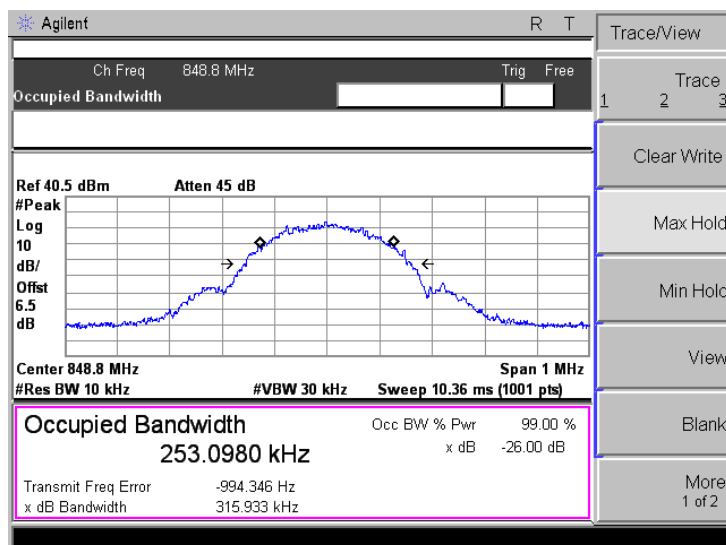 Agilent R T
Trace/View
Ch Freq 848.8 MHz Trig Free
Occupied Bandwidth
Trace
1 2 3
Clear Write
Max Hold
Min Hold
View
Blank
More
1 of 2
Ref 40.5 dBm Atten 45 dB
#Peak
Log
10
dB/
Offst
6.5
dB
Center 848.8 MHz Span 1 MHz
#Res BW 10 kHz #VBW 30 kHz Sweep 10.36 ms (1001 pts)
Occupied Bandwidth Occ BW % Pwr 99.00 %
253.0980 kHz x dB -26.00 dB
Transmit Freq Error -994.346 Hz
x dB Bandwidth 315.933 kHz